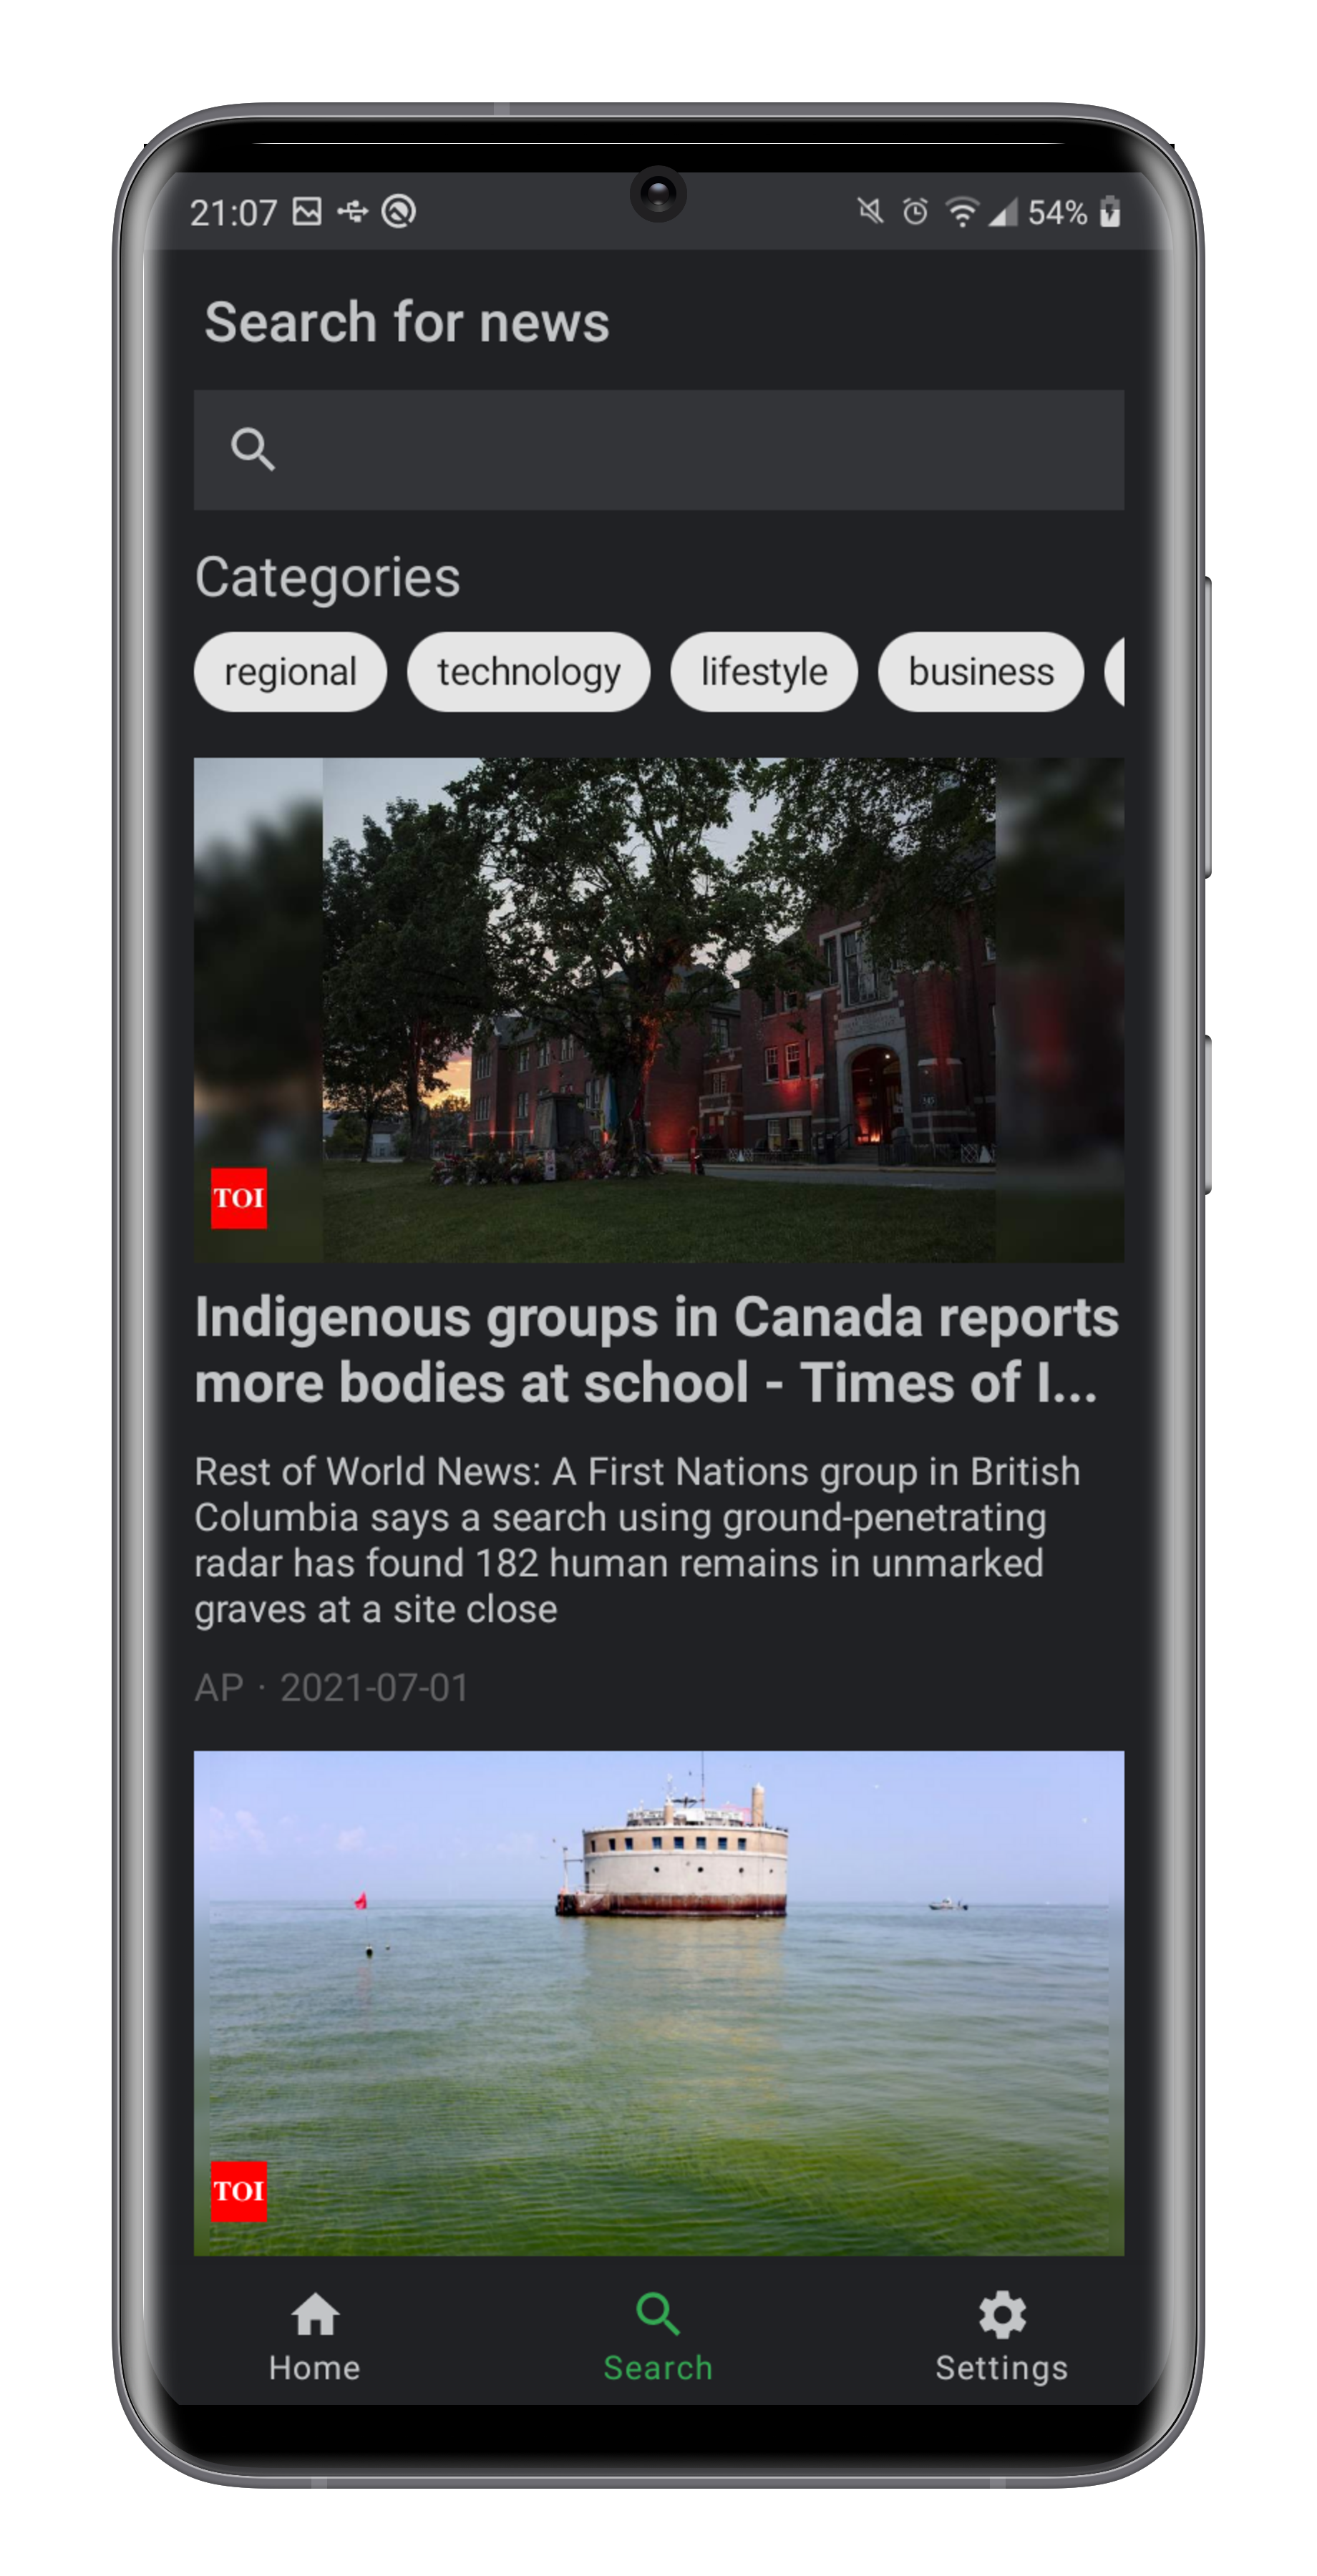 21:07
54%
Search for news
Categories
regional technology lifestyle business
TOI
Indigenous groups in Canada reports
more bodies at school - Times of I...
Rest of World News: A First Nations group in British
Columbia says a search using ground-penetrating
radar has found 182 human remains in unmarked
graves at a site close
AP · 2021-07-01
TOI
Home Search Settings